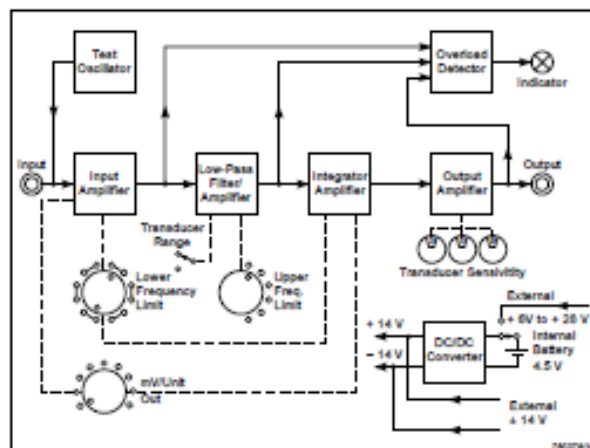 Test
Oscillator
Overload
Detector
Indicator
Input
Input
Amplifier
Low-Pass
Filter/
Amplifier
Integrator
Amplifier
Output
Amplifier
Output
Transducer
Range
Lower
Frequency
Limit
Upper
Freq.
Limit
Transducer Sensivitity
External
+ 6V to + 28 V
+ 14 V
- 14 V
DC/DC
Converter
Internal
Battery
4.5 V
mV/Unit
Out
External
± 14 V